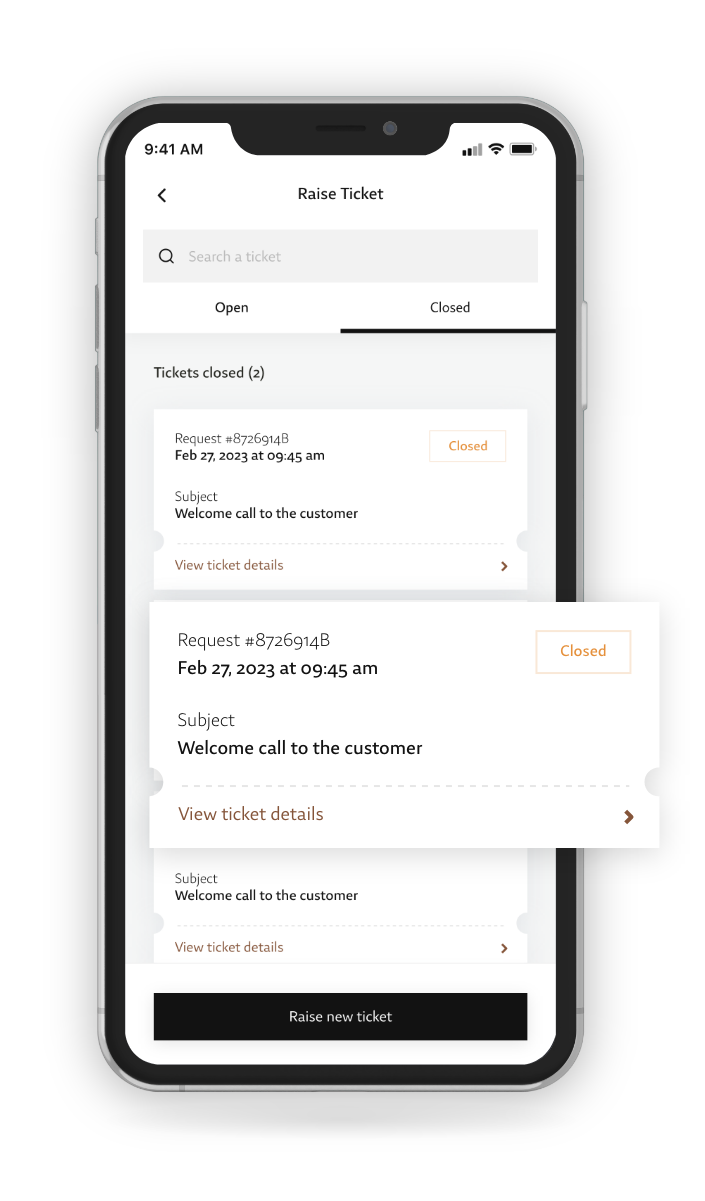 9:41 AM
Raise Ticket
Search a ticket
Open
Closed
Tickets closed (2)
Request #8726914B
Closed
Feb 27, 2023 at 09:45 am
Subject
Welcome call to the customer
View ticket details
Request #8726914B
Closed
Feb 27, 2023 at 09:45 am
Subject
Welcome call to the customer
View ticket details
Subject
Welcome call to the customer
View ticket details
Raise new ticket